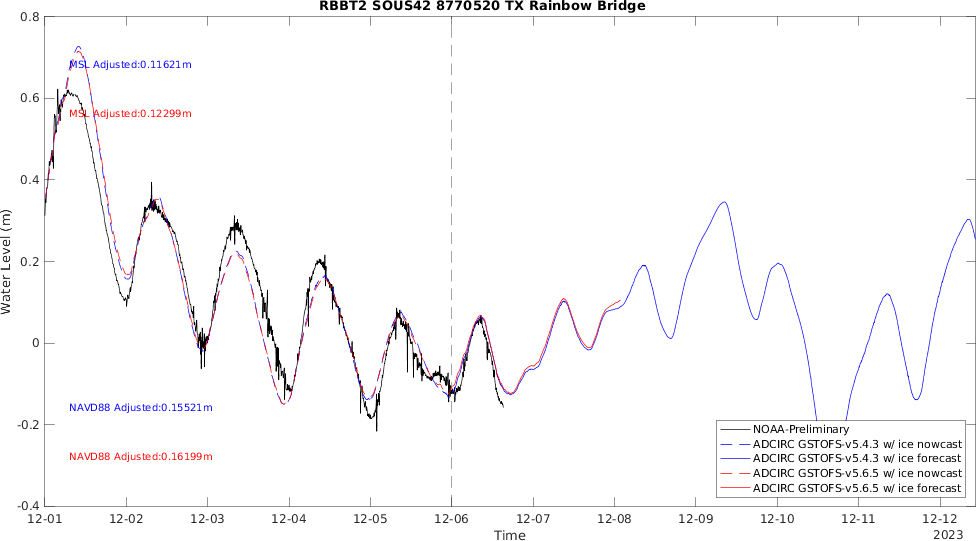 RBBT2 SOUS42 8770520 TX Rainbow Bridge
0.8
0.6
0.4
0.2
0
-0.2
-0.4
Water Level (m)
MSL Adjusted:0.11621m
MSL Adjusted:0.12299m
NAVD88 Adjusted:0.15521m
NAVD88 Adjusted:0.16199m
NOAA-Preliminary
ADCIRC GSTOFS-v5.4.3 w/ ice nowcast
ADCIRC GSTOFS-v5.4.3 w/ ice forecast
ADCIRC GSTOFS-v5.6.5 w/ ice nowcast
ADCIRC GSTOFS-v5.6.5 w/ ice forecast
12-01 12-02 12-03 12-04 12-05 12-06 12-07 12-08 12-09 12-10 12-11 12-12
Time
2023